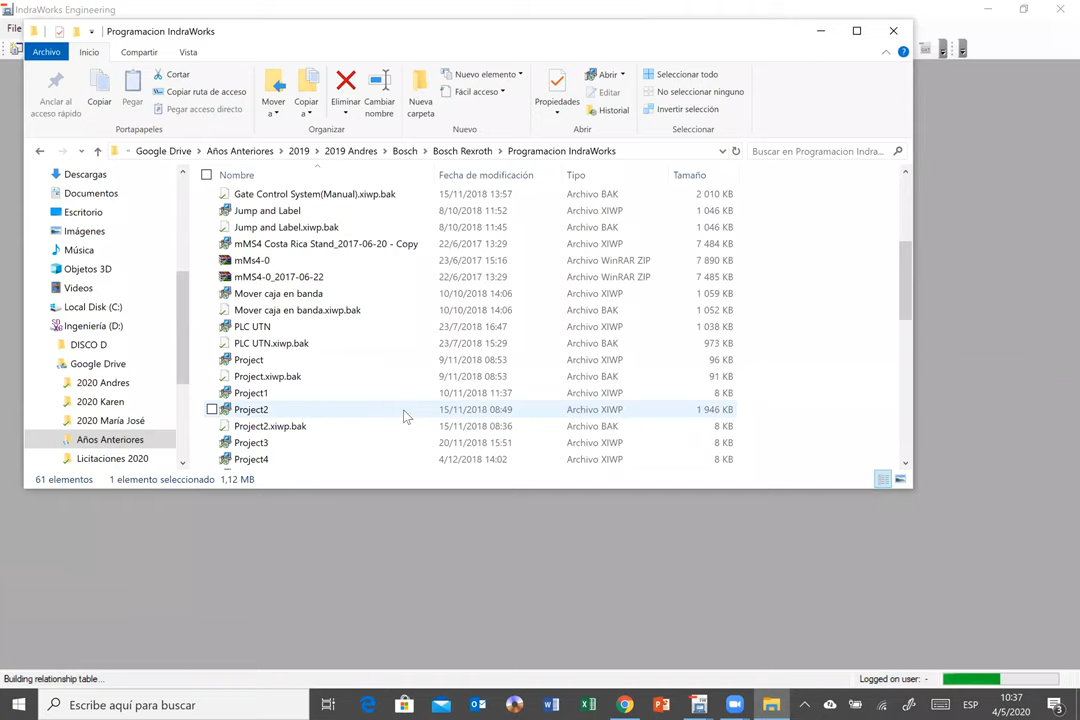 IndraWorks Engineering
File
Programacion IndraWorks
Archivo Inicio Compartir Vista
Anclar al acceso rápido
Copiar
Pegar
Cortar
Copiar ruta de acceso
Pegar acceso directo
Portapapeles
Mover a
Copiar a
Eliminar
Cambiar nombre
Organizar
Nueva carpeta
Nuevo elemento
Fácil acceso
Nuevo
Propiedades
Abrir
Editar
Historial
Abrir
Seleccionar todo
No seleccionar ninguno
Invertir selección
Seleccionar
Google Drive > Años Anteriores > 2019 > 2019 Andres > Bosch > Bosch Rexroth > Programacion IndraWorks
Buscar en Programacion Indra...
Descargas
Documentos
Escritorio
Imágenes
Música
Objetos 3D
Videos
Local Disk (C:)
Ingeniería (D:)
DISCO D
Google Drive
2020 Andres
2020 Karen
2020 María José
Años Anteriores
Licitaciones 2020
Nombre Fecha de modificación Tipo Tamaño
Gate Control System(Manual).xiwp.bak 15/11/2018 13:57 Archivo BAK 2 010 KB
Jump and Label 8/10/2018 11:52 Archivo XIWP 1 046 KB
Jump and Label.xiwp.bak 8/10/2018 11:45 Archivo BAK 1 046 KB
mMS4 Costa Rica Stand_2017-06-20 - Copy 22/6/2017 13:29 Archivo XIWP 7 484 KB
mMs4-0 23/6/2017 15:16 Archivo WinRAR ZIP 7 890 KB
mMS4-0_2017-06-22 22/6/2017 13:29 Archivo WinRAR ZIP 7 485 KB
Mover caja en banda 10/10/2018 14:06 Archivo XIWP 1 059 KB
Mover caja en banda.xiwp.bak 10/10/2018 14:06 Archivo BAK 1 052 KB
PLC UTN 23/7/2018 16:47 Archivo XIWP 1 038 KB
PLC UTN.xiwp.bak 23/7/2018 15:29 Archivo BAK 973 KB
Project 9/11/2018 08:53 Archivo XIWP 96 KB
Project.xiwp.bak 9/11/2018 08:53 Archivo BAK 91 KB
Project1 10/11/2018 11:37 Archivo XIWP 8 KB
Project2 15/11/2018 08:49 Archivo XIWP 1 946 KB
Project2.xiwp.bak 15/11/2018 08:36 Archivo BAK 8 KB
Project3 20/11/2018 15:51 Archivo XIWP 8 KB
Project4 4/12/2018 14:02 Archivo XIWP 8 KB
61 elementos 1 elemento seleccionado 1,12 MB
Building relationship table...
Logged on user: -
Escribe aquí para buscar
ESP
10:37
4/5/2020
3